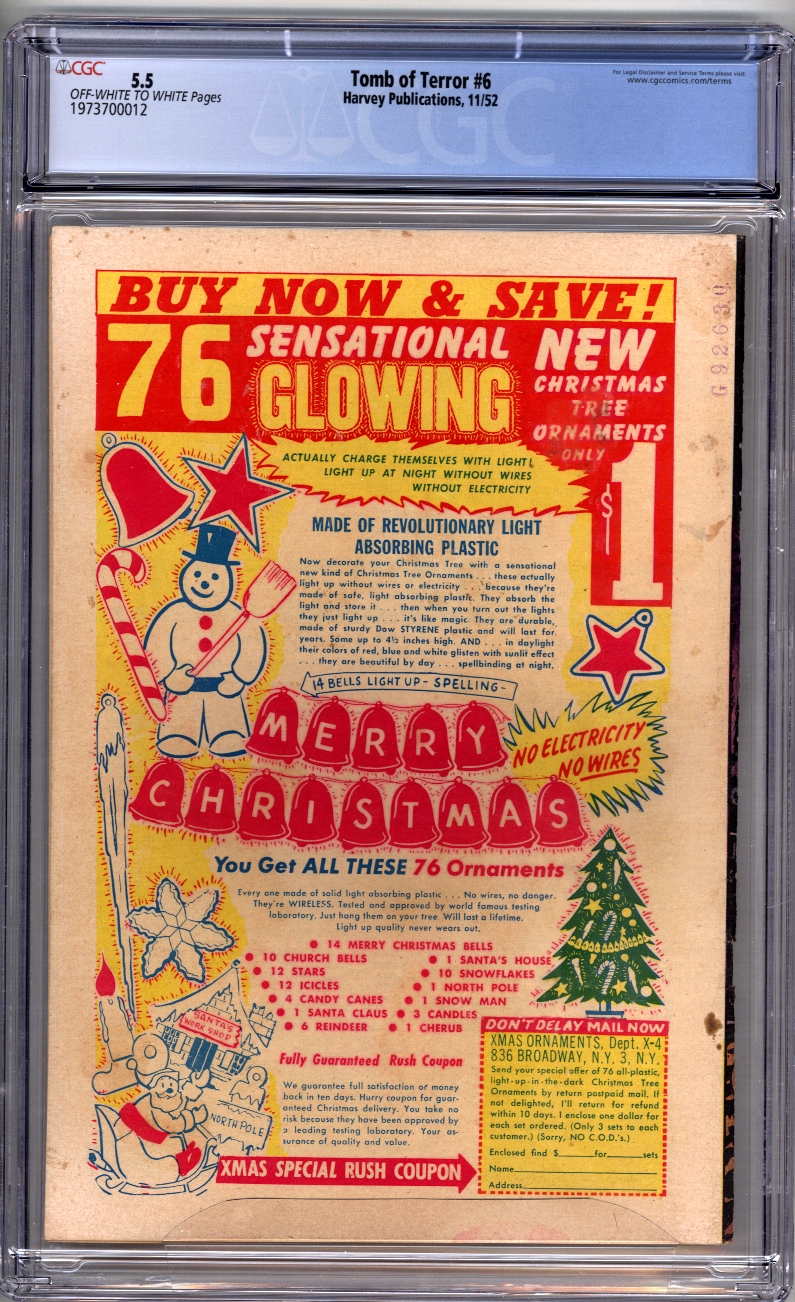 CGC
5.5
OFF-WHITE TO WHITE Pages
1973700012
Tomb of Terror #6
Harvey Publications, 11/52
For Legal Disclaimer and Service Terms please visit:
www.cgccomics.com/terms
CGC
G92630
BUY NOW & SAVE!
76 SENSATIONAL
GLOWING
NEW
CHRISTMAS
TREE
ORNAMENTS
ONLY
$1
ACTUALLY CHARGE THEMSELVES WITH LIGHT!
LIGHT UP AT NIGHT WITHOUT WIRES
WITHOUT ELECTRICITY
MADE OF REVOLUTIONARY LIGHT
ABSORBING PLASTIC
Now decorate your Christmas Tree with a sensational
new kind of Christmas Tree Ornaments . . . these actually
light up without wires or electricity . . . because they're
made of safe, light absorbing plastic. They absorb the
light and store it . . . then when you turn out the lights
they just light up . . . it's like magic. They are durable,
made of sturdy Dow STYRENE plastic and will last for
years. Some up to 4½ inches high. AND . . . in daylight
their colors of red, blue and white glisten with sunlit effect
. . . they are beautiful by day . . . spellbinding at night.
14 BELLS LIGHT UP - SPELLING -
MERRY
CHRISTMAS
NO ELECTRICITY
NO WIRES
You Get ALL THESE 76 Ornaments
Every one made of solid light absorbing plastic . . . No wires, no danger.
They're WIRELESS. Tested and approved by world famous testing
laboratory. Just hang them on your tree. Will last a lifetime.
Light up quality never wears out.
• 14 MERRY CHRISTMAS BELLS
• 10 CHURCH BELLS • 1 SANTA'S HOUSE
• 12 STARS • 10 SNOWFLAKES
• 12 ICICLES • 1 NORTH POLE
• 4 CANDY CANES • 1 SNOW MAN
• 1 SANTA CLAUS • 3 CANDLES
• 6 REINDEER • 1 CHERUB
SANTA'S
WORK SHOP
NORTH POLE
Fully Guaranteed Rush Coupon
We guarantee full satisfaction or money
back in ten days. Hurry coupon for guar-
anteed Christmas delivery. You take no
risk because they have been approved by
a leading testing laboratory. Your as-
surance of quality and value.
XMAS SPECIAL RUSH COUPON
DON'T DELAY MAIL NOW
XMAS ORNAMENTS, Dept. X-4
836 BROADWAY, N.Y. 3, N.Y.
Send your special offer of 76 all-plastic,
light-up-in-the-dark Christmas Tree
Ornaments by return postpaid mail. If
not delighted, I'll return for refund
within 10 days. I enclose one dollar for
each set ordered. (Only 3 sets to each
customer.) (Sorry, NO C.O.D.'s.)
Enclosed find $ for sets
Name
Address